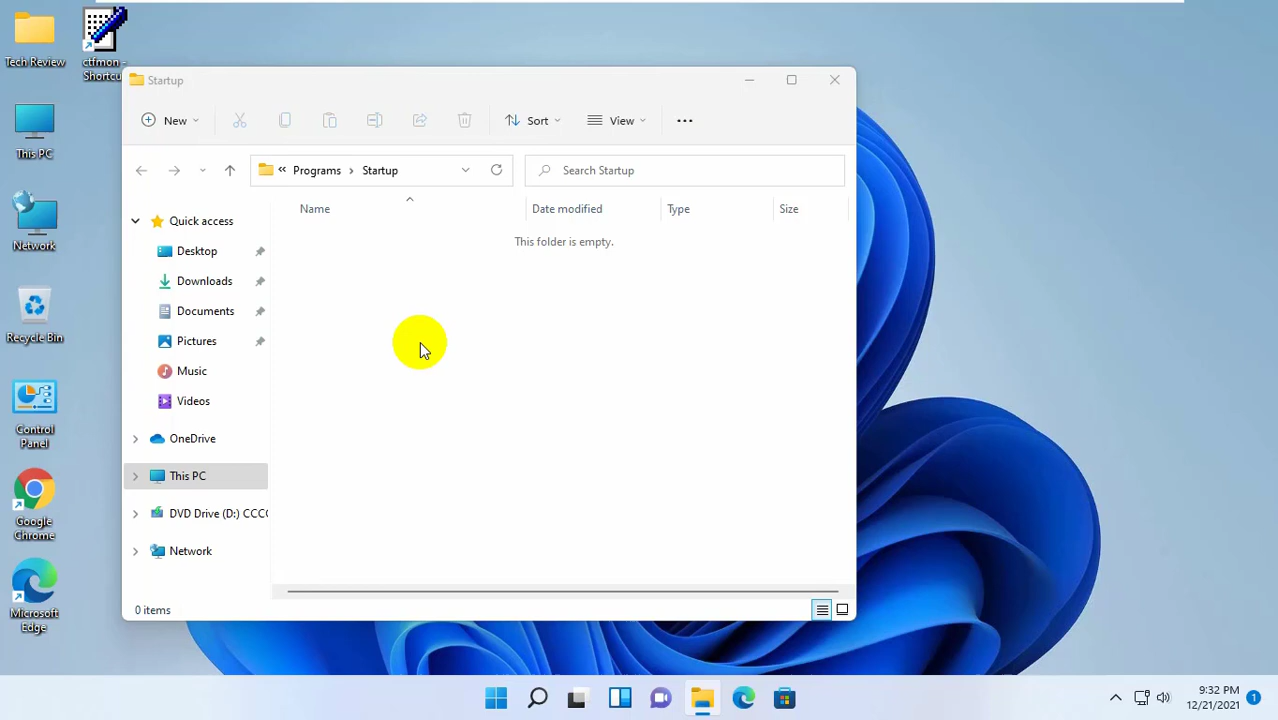 Tech Review
ctfmon -
Shortcu
This PC
Network
Recycle Bin
Control
Panel
Google
Chrome
Microsoft
Edge
Startup
New
Sort
View
« Programs › Startup
Search Startup
Name
Date modified
Type
Size
This folder is empty.
Quick access
Desktop
Downloads
Documents
Pictures
Music
Videos
OneDrive
This PC
DVD Drive (D:) CCCO
Network
0 items
9:32 PM
12/21/2021
1